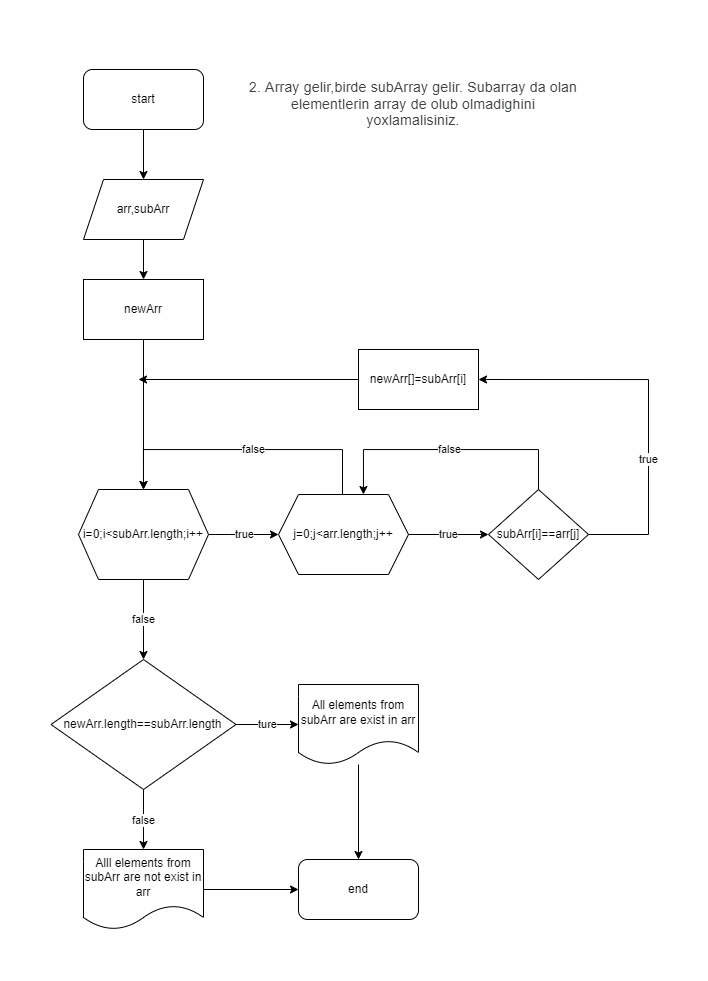 start
2. Array gelir,birde subArray gelir. Subarray da olan
elementlerin array de olub olmadighini
yoxlamalisiniz.
arr,subArr
newArr
newArr[]=subArr[i]
false
false
true
i=0;i<subArr.length;i++
true
j=0;j<arr.length;j++
true
subArr[i]==arr[j]
false
newArr.length==subArr.length
ture
All elements from
subArr are exist in arr
false
Alll elements from
subArr are not exist in
arr
end